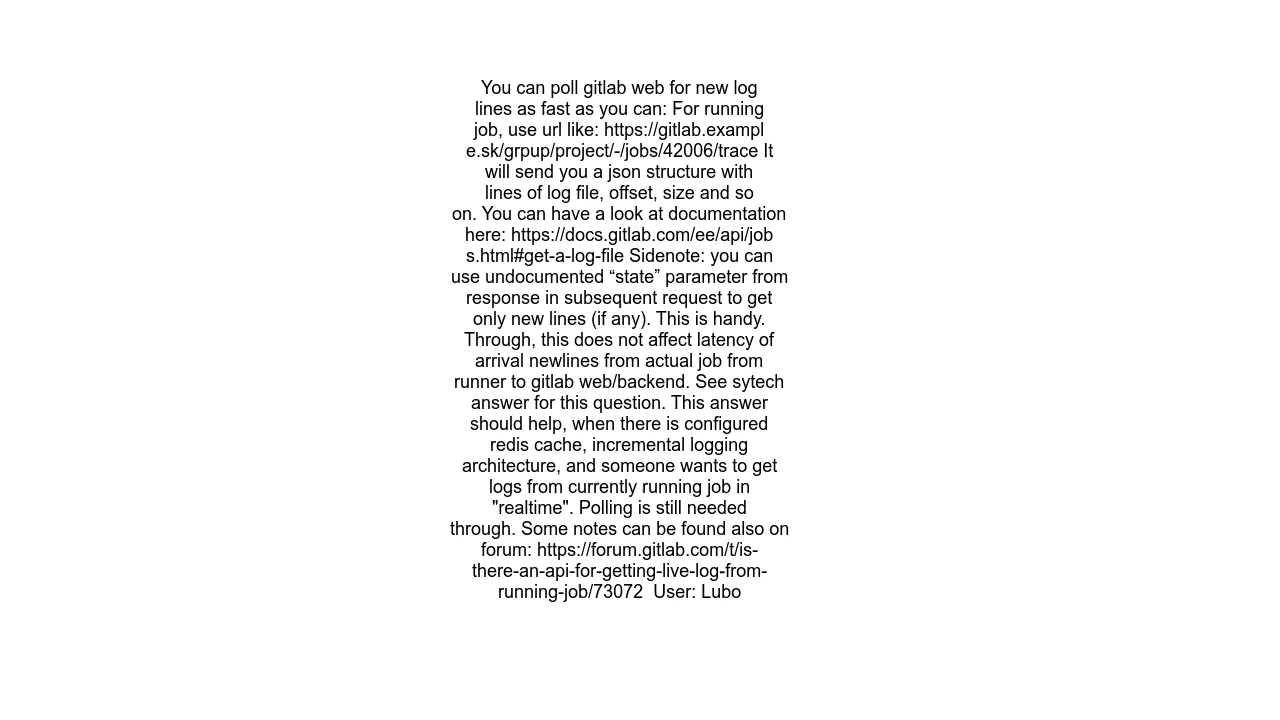 You can poll gitlab web for new log
lines as fast as you can: For running
job, use url like: https://gitlab.exampl
e.sk/grpup/project/-/jobs/42006/trace It
will send you a json structure with
lines of log file, offset, size and so
on. You can have a look at documentation
here: https://docs.gitlab.com/ee/api/job
s.html#get-a-log-file Sidenote: you can
use undocumented “state” parameter from
response in subsequent request to get
only new lines (if any). This is handy.
Through, this does not affect latency of
arrival newlines from actual job from
runner to gitlab web/backend. See sytech
answer for this question. This answer
should help, when there is configured
redis cache, incremental logging
architecture, and someone wants to get
logs from currently running job in
"realtime". Polling is still needed
through. Some notes can be found also on
forum: https://forum.gitlab.com/t/is-
there-an-api-for-getting-live-log-from-
running-job/73072  User: Lubo